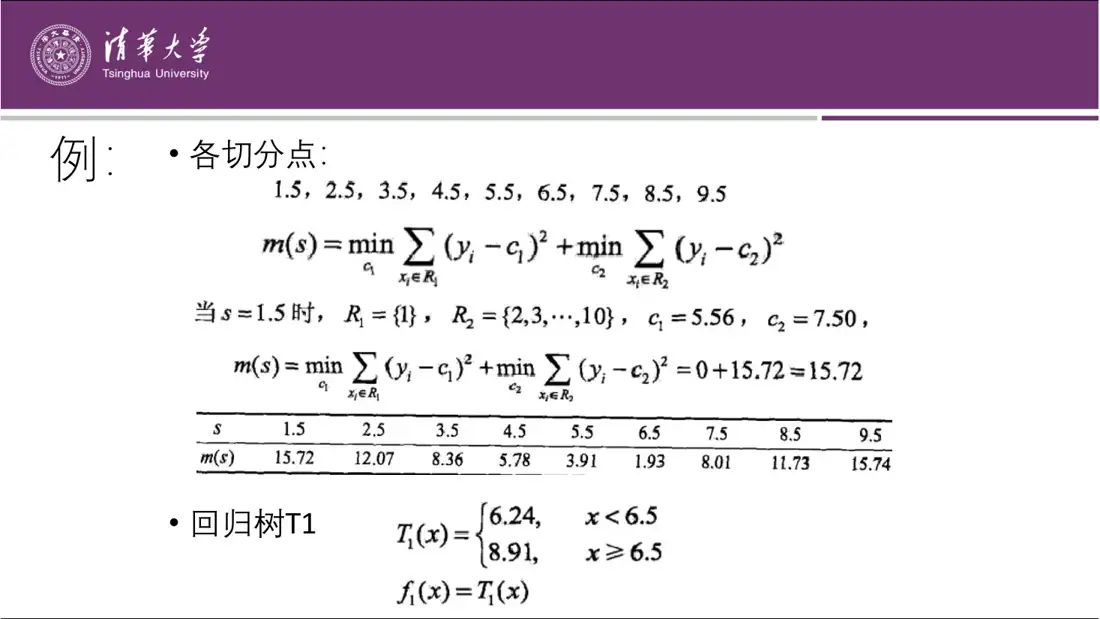 清华大学
Tsinghua University
例：
• 各切分点：
1.5，2.5，3.5，4.5，5.5，6.5，7.5，8.5，9.5
m(s) = min_{c₁} ∑_{xᵢ∈R₁} (yᵢ − c₁)² + min_{c₂} ∑_{xᵢ∈R₂} (yᵢ − c₂)²
当 s = 1.5 时， R₁ = {1} ， R₂ = {2,3,⋯,10} ， c₁ = 5.56 ， c₂ = 7.50 ，
m(s) = min_{c₁} ∑_{xᵢ∈R₁} (yᵢ − c₁)² + min_{c₂} ∑_{xᵢ∈R₂} (yᵢ − c₂)² = 0 + 15.72 = 15.72
s 1.5 2.5 3.5 4.5 5.5 6.5 7.5 8.5 9.5
m(s) 15.72 12.07 8.36 5.78 3.91 1.93 8.01 11.73 15.74
• 回归树T1
T₁(x) = { 6.24, x < 6.5
8.91, x ⩾ 6.5
f₁(x) = T₁(x)